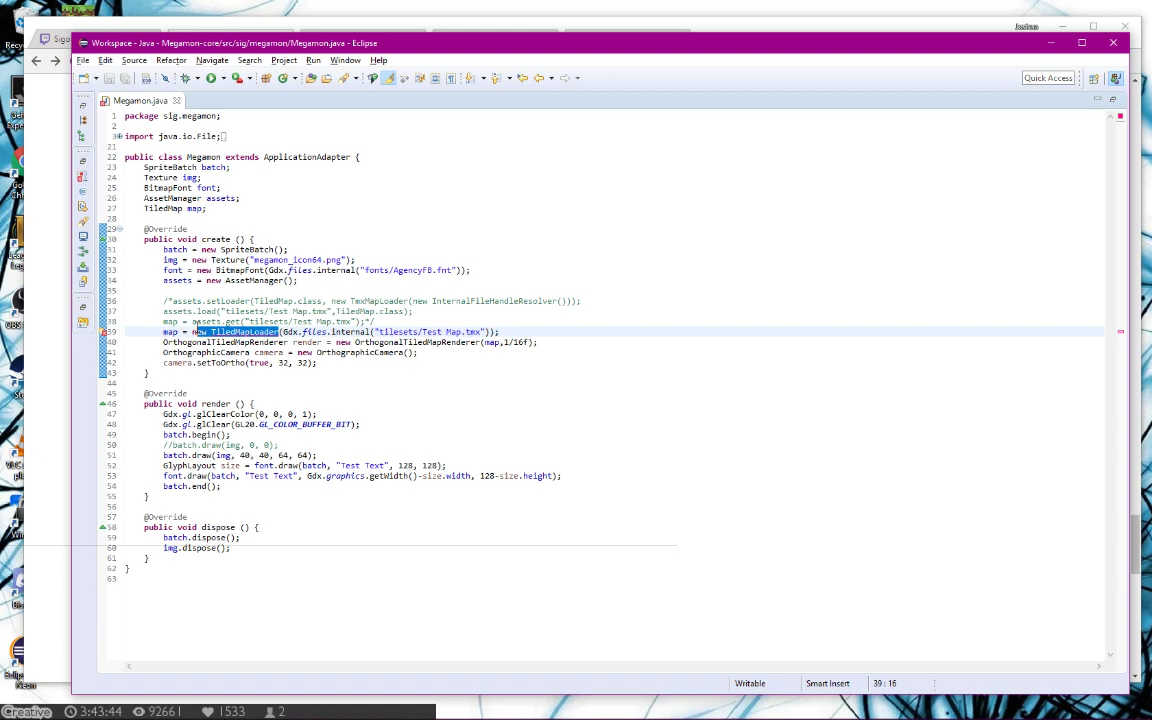 Joshua
Sigo
Workspace - Java - Megamon-core/src/sig/megamon/Megamon.java - Eclipse
File Edit Source Refactor Navigate Search Project Run Window Help
Quick Access
Megamon.java
1 package sig.megamon;
2
3 import java.io.File;
21
22 public class Megamon extends ApplicationAdapter {
23 SpriteBatch batch;
24 Texture img;
25 BitmapFont font;
26 AssetManager assets;
27 TiledMap map;
28
29 @Override
30 public void create () {
31 batch = new SpriteBatch();
32 img = new Texture("megamon_icon64.png");
33 font = new BitmapFont(Gdx.files.internal("fonts/AgencyFB.fnt"));
34 assets = new AssetManager();
35
36 /*assets.setLoader(TiledMap.class, new TmxMapLoader(new InternalFileHandleResolver()));
37 assets.load("tilesets/Test Map.tmx",TiledMap.class);
38 map = assets.get("tilesets/Test Map.tmx");*/
39 map = new TiledMapLoader(Gdx.files.internal("tilesets/Test Map.tmx"));
40 OrthogonalTiledMapRenderer render = new OrthogonalTiledMapRenderer(map,1/16f);
41 OrthographicCamera camera = new OrthographicCamera();
42 camera.setToOrtho(true, 32, 32);
43 }
44
45 @Override
46 public void render () {
47 Gdx.gl.glClearColor(0, 0, 0, 1);
48 Gdx.gl.glClear(GL20.GL_COLOR_BUFFER_BIT);
49 batch.begin();
50 //batch.draw(img, 0, 0);
51 batch.draw(img, 40, 40, 64, 64);
52 GlyphLayout size = font.draw(batch, "Test Text", 128, 128);
53 font.draw(batch, "Test Text", Gdx.graphics.getWidth()-size.width, 128-size.height);
54 batch.end();
55 }
56
57 @Override
58 public void dispose () {
59 batch.dispose();
60 img.dispose();
61 }
62 }
63
Writable Smart Insert 39 : 16
Neon
Creative 3:43:44 92661 1533 2